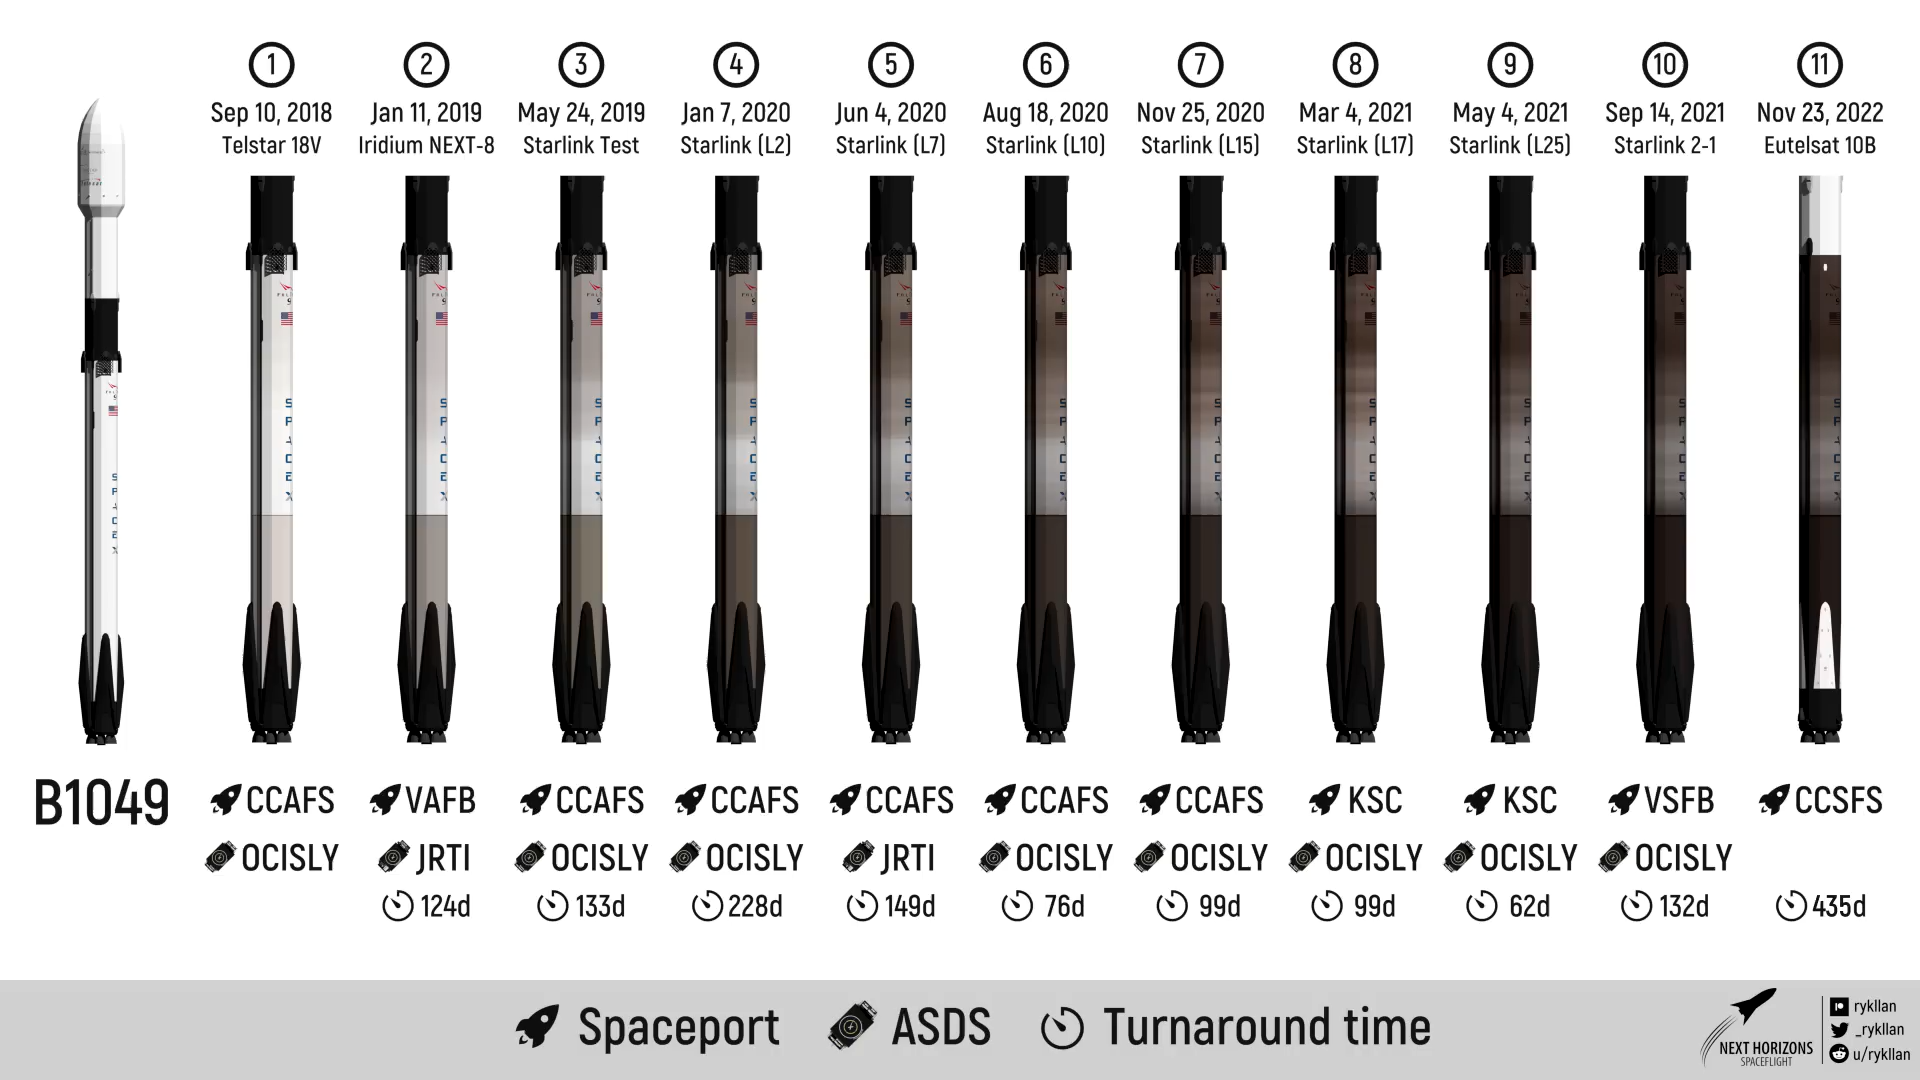 1 2 3 4 5 6 7 8 9 10 11
Sep 10, 2018 Jan 11, 2019 May 24, 2019 Jan 7, 2020 Jun 4, 2020 Aug 18, 2020 Nov 25, 2020 Mar 4, 2021 May 4, 2021 Sep 14, 2021 Nov 23, 2022
Telstar 18V Iridium NEXT-8 Starlink Test Starlink (L2) Starlink (L7) Starlink (L10) Starlink (L15) Starlink (L17) Starlink (L25) Starlink 2-1 Eutelsat 10B
B1049 CCAFS VAFB CCAFS CCAFS CCAFS CCAFS CCAFS KSC KSC VSFB CCSFS
OCISLY JRTI OCISLY OCISLY JRTI OCISLY OCISLY OCISLY OCISLY OCISLY
124d 133d 228d 149d 76d 99d 99d 62d 132d 435d
Spaceport ASDS Turnaround time
NEXT HORIZONS
SPACEFLIGHT
rykllan
_rykllan
u/rykllan